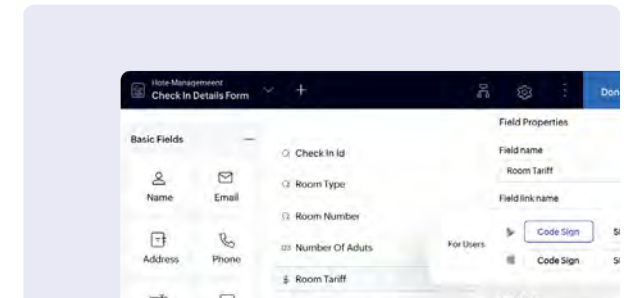 Hote-Managemeent
Check In Details Form
Basic Fields
Name
Email
Address
Phone
Check In Id
Room Type
Room Number
Number Of Aduts
Room Tariff
Field Properties
Field name
Room Tariff
Field link name
For Users
Code Sign
Code Sign